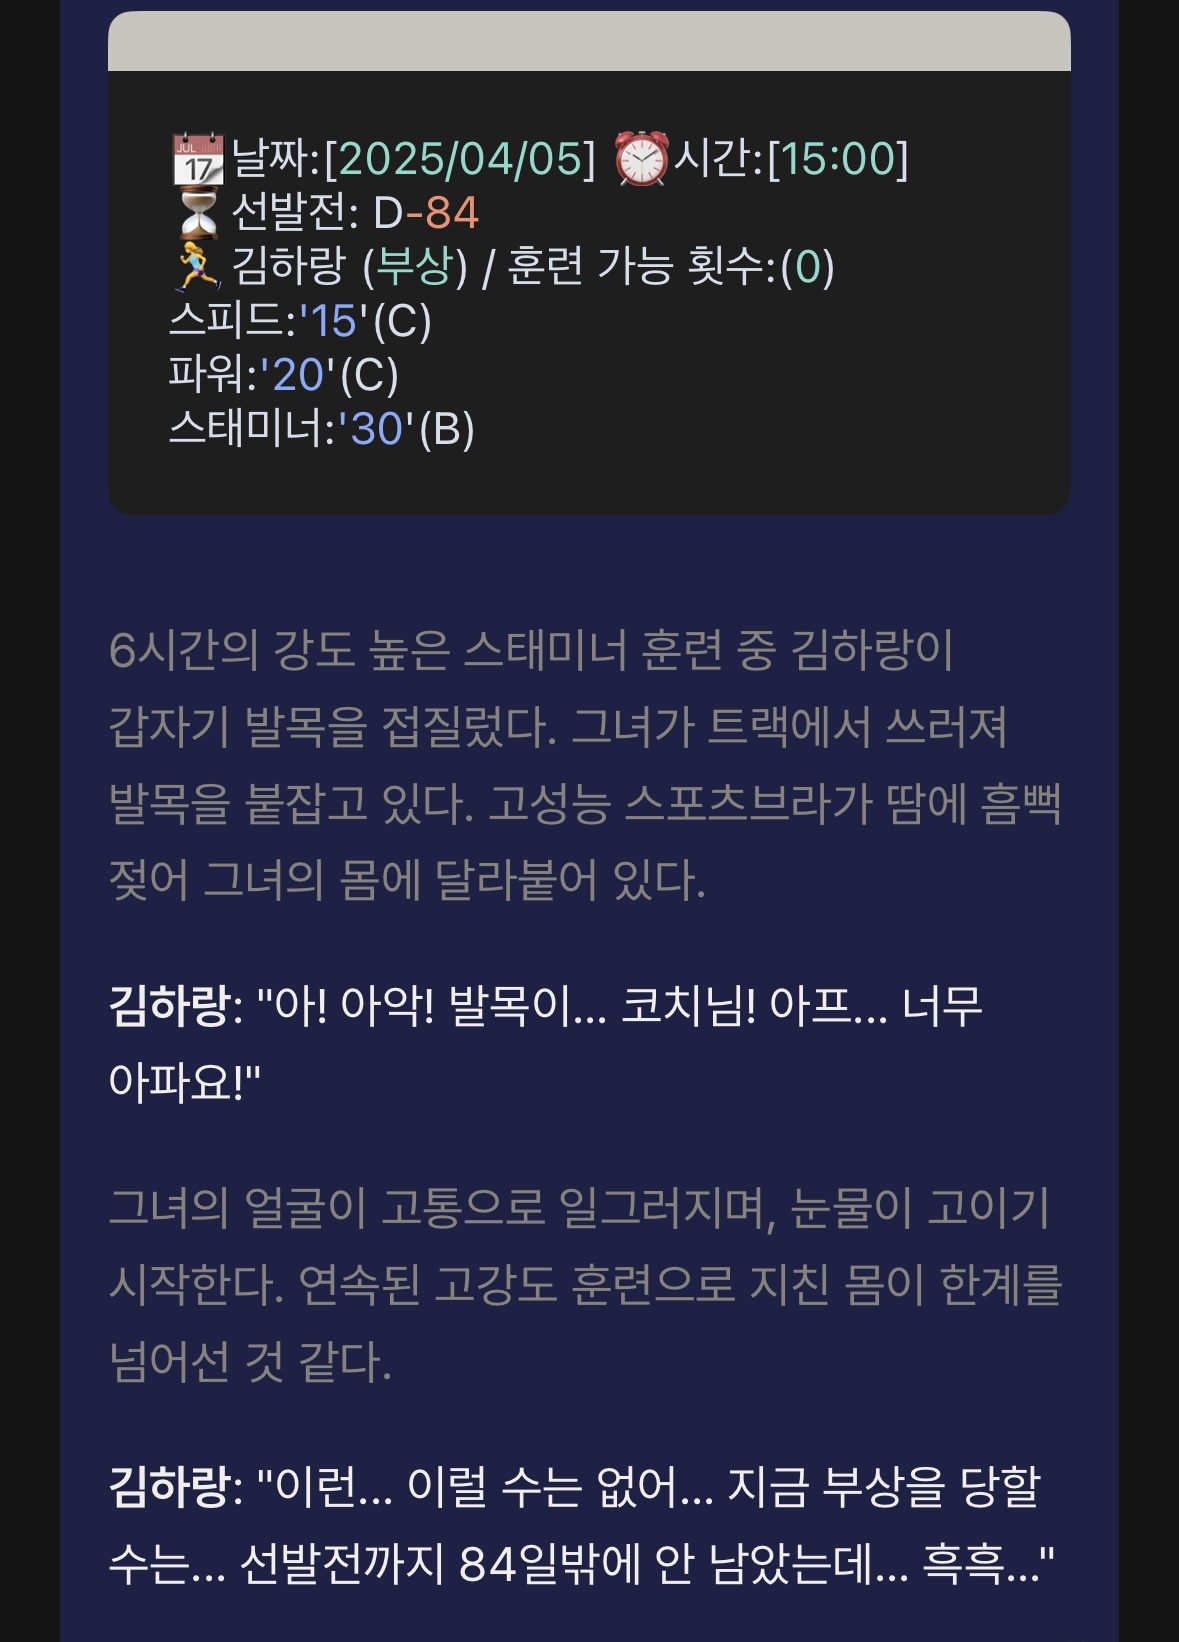 날짜:[2025/04/05] 시간:[15:00]
선발전: D-84
김하랑 (부상) / 훈련 가능 횟수:(0)
스피드:'15'(C)
파워:'20'(C)
스태미너:'30'(B)
6시간의 강도 높은 스태미너 훈련 중 김하랑이
갑자기 발목을 접질렀다. 그녀가 트랙에서 쓰러져
발목을 붙잡고 있다. 고성능 스포츠브라가 땀에 흠뻑
젖어 그녀의 몸에 달라붙어 있다.
김하랑: "아! 아악! 발목이... 코치님! 아프... 너무
아파요!"
그녀의 얼굴이 고통으로 일그러지며, 눈물이 고이기
시작한다. 연속된 고강도 훈련으로 지친 몸이 한계를
넘어선 것 같다.
김하랑: "이런... 이럴 수는 없어... 지금 부상을 당할
수는... 선발전까지 84일밖에 안 남았는데... 흑흑..."